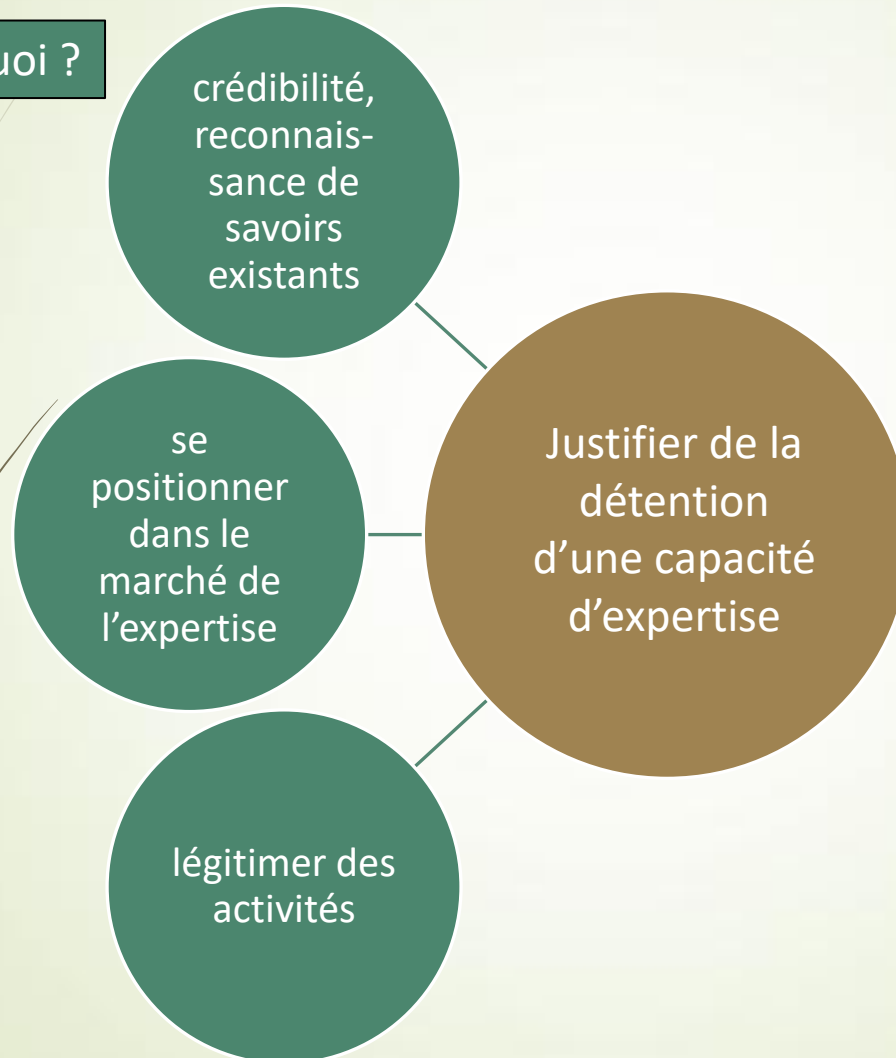 uoi ?
crédibilité,
reconnais-
sance de
savoirs
existants
se
positionner
dans le
marché de
l’expertise
légitimer des
activités
Justifier de la
détention
d’une capacité
d’expertise